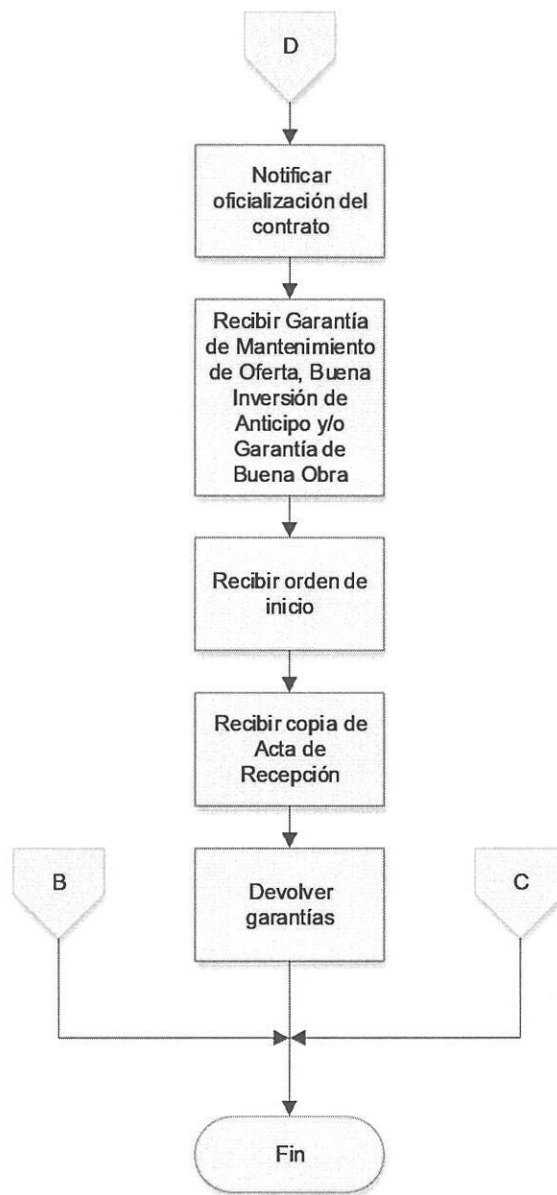 D
Notificar
oficialización del
contrato
Recibir Garantía
de Mantenimiento
de Oferta, Buena
Inversión de
Anticipo y/o
Garantía de
Buena Obra
Recibir orden de
inicio
Recibir copia de
Acta de
Recepción
B
Devolver
garantías
C
Fin